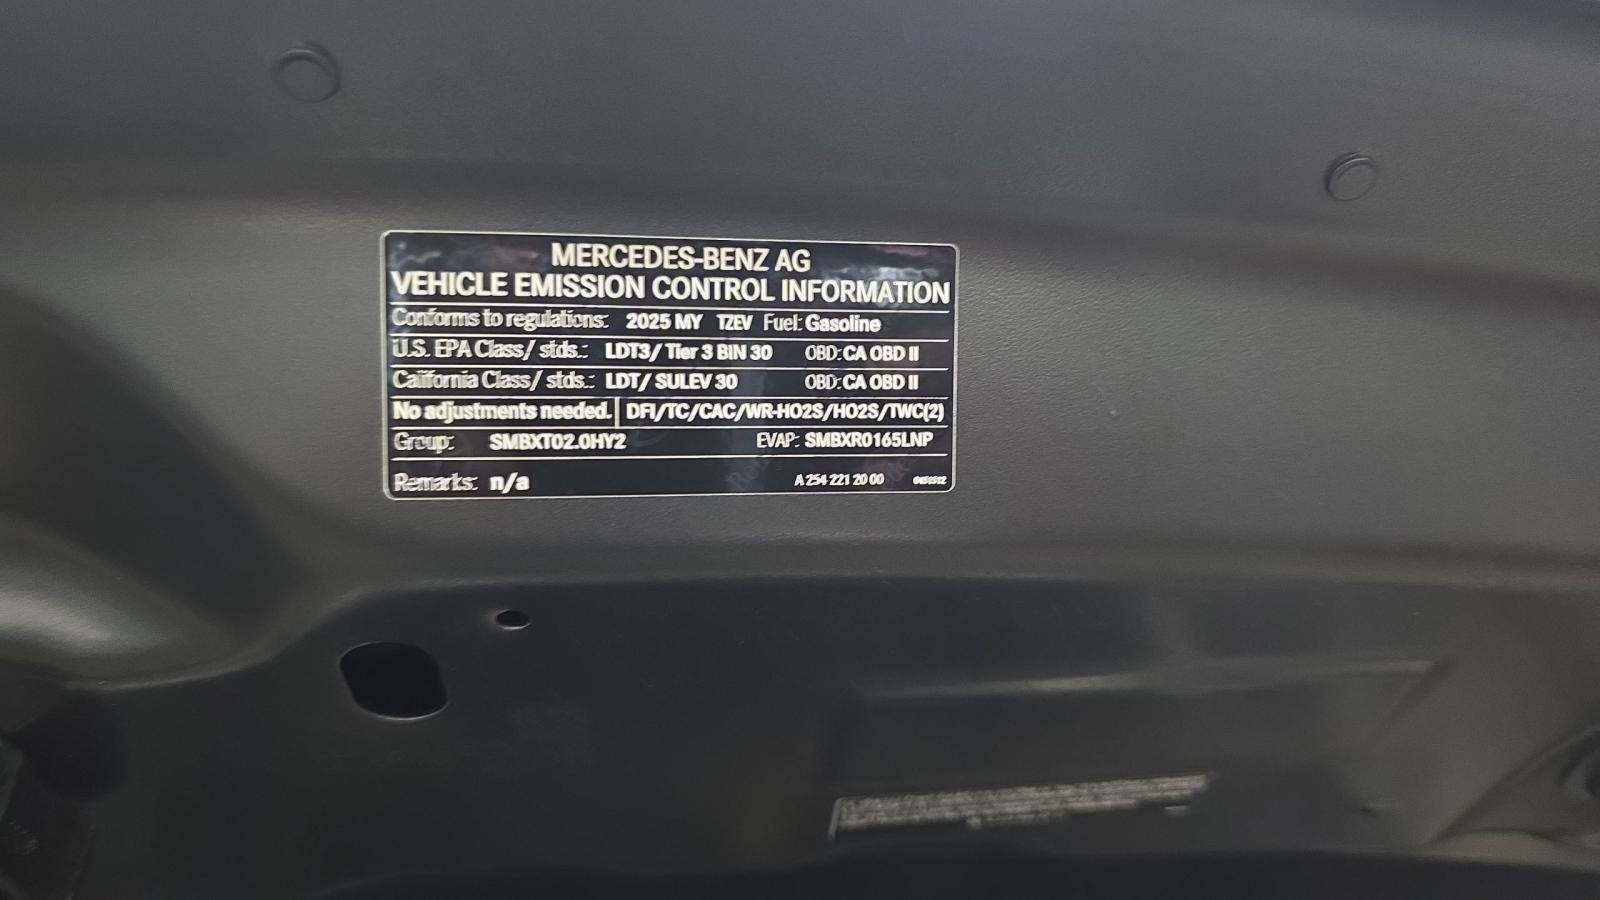 MERCEDES-BENZ AG
VEHICLE EMISSION CONTROL INFORMATION
Conforms to regulations: 2025 MY TZEV Fuel: Gasoline
U.S. EPA Class/ stds.: LDT3/ Tier 3 BIN 30 OBD: CA OBD II
California Class/ stds.: LDT/ SULEV 30 OBD: CA OBD II
No adjustments needed. DFI/TC/CAC/WR-HO2S/HO2S/TWC(2)
Group: SMBXT02.0HY2 EVAP: SMBXR0165LNP
Remarks: n/a A 254 221 20 00